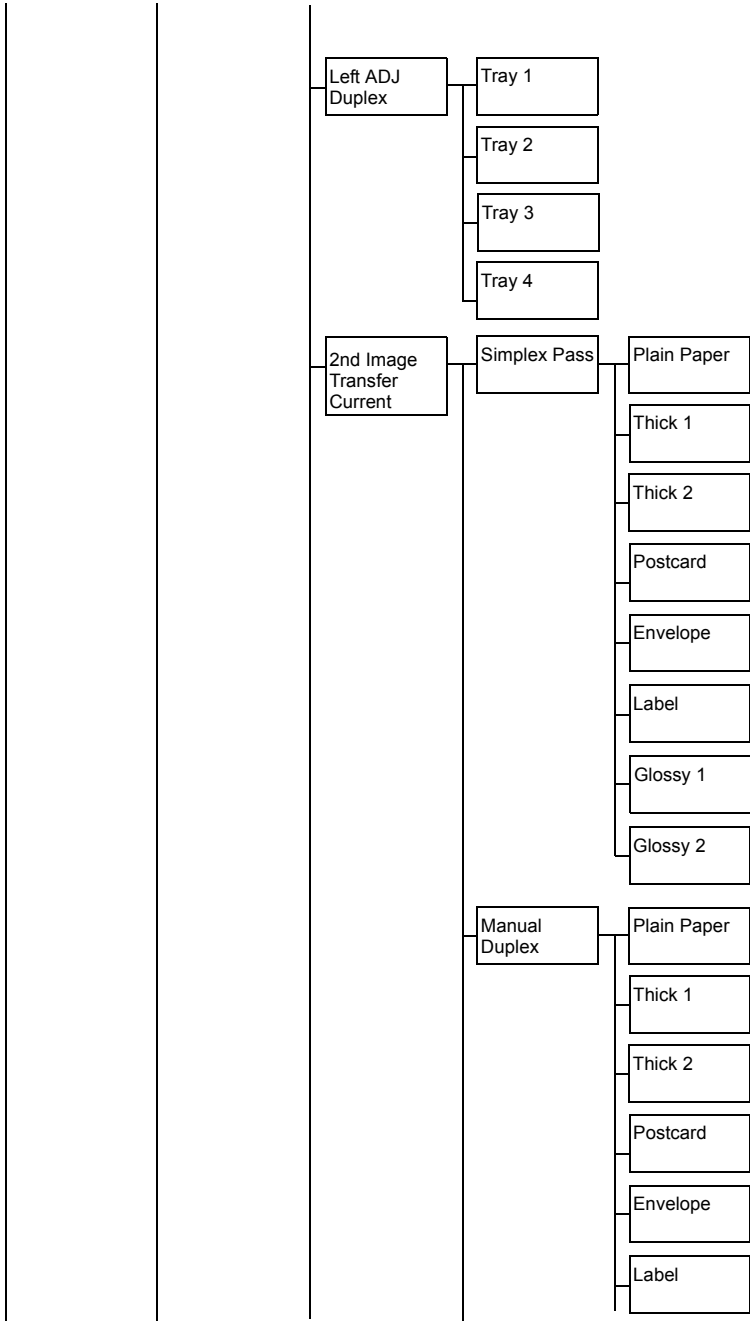 Left ADJ
Duplex
Tray 1
Tray 2
Tray 3
Tray 4
2nd Image
Transfer
Current
Simplex Pass
Plain Paper
Thick 1
Thick 2
Postcard
Envelope
Label
Glossy 1
Glossy 2
Manual
Duplex
Plain Paper
Thick 1
Thick 2
Postcard
Envelope
Label